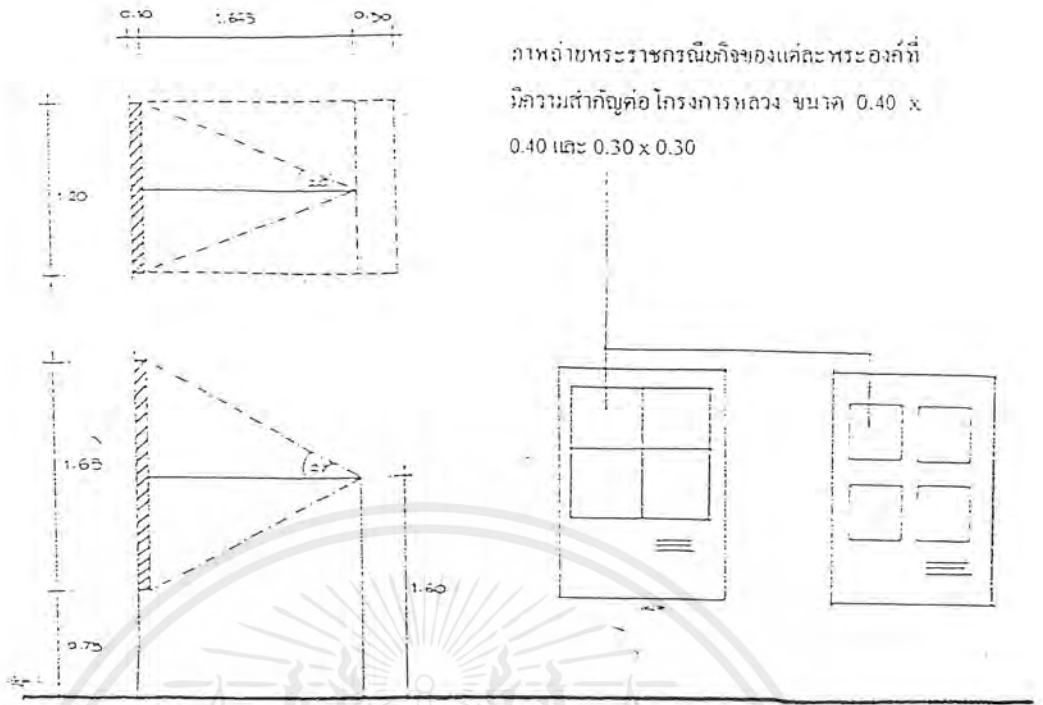 0.10 1.665 0.50
ภาพถ่ายพระราชกรณียกิจของแต่ละพระองค์ที่
มีความสำคัญต่อโครงการหลวง ขนาด 0.40 x
0.40 และ 0.30 x 0.30
1.20
1.65
1.60
0.75